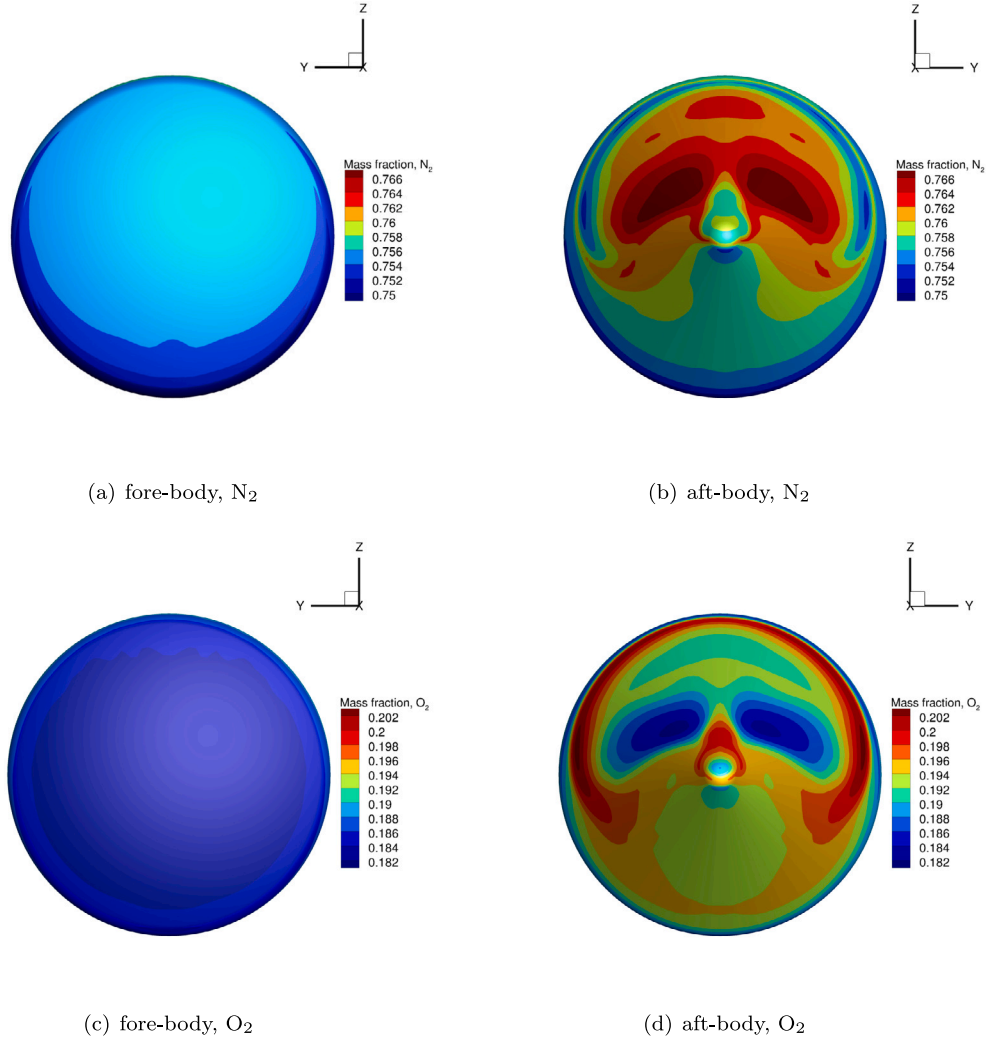 Z
Y
X
Mass fraction, N₂
0.766
0.764
0.762
0.76
0.758
0.756
0.754
0.752
0.75
(a) fore-body, N₂
Z
X
Y
Mass fraction, N₂
0.766
0.764
0.762
0.76
0.758
0.756
0.754
0.752
0.75
(b) aft-body, N₂
Z
Y
X
Mass fraction, O₂
0.202
0.2
0.198
0.196
0.194
0.192
0.19
0.188
0.186
0.184
0.182
(c) fore-body, O₂
Z
X
Y
Mass fraction, O₂
0.202
0.2
0.198
0.196
0.194
0.192
0.19
0.188
0.186
0.184
0.182
(d) aft-body, O₂